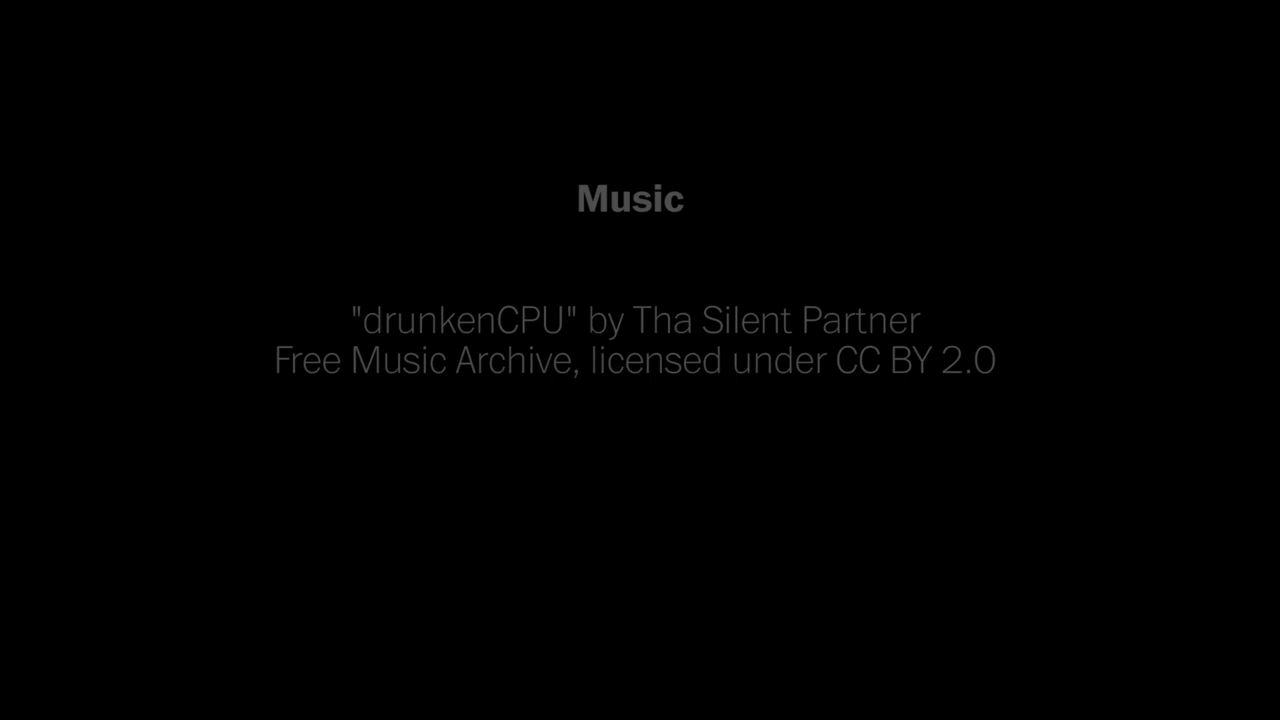 Music
"drunkenCPU" by Tha Silent Partner
Free Music Archive, licensed under CC BY 2.0